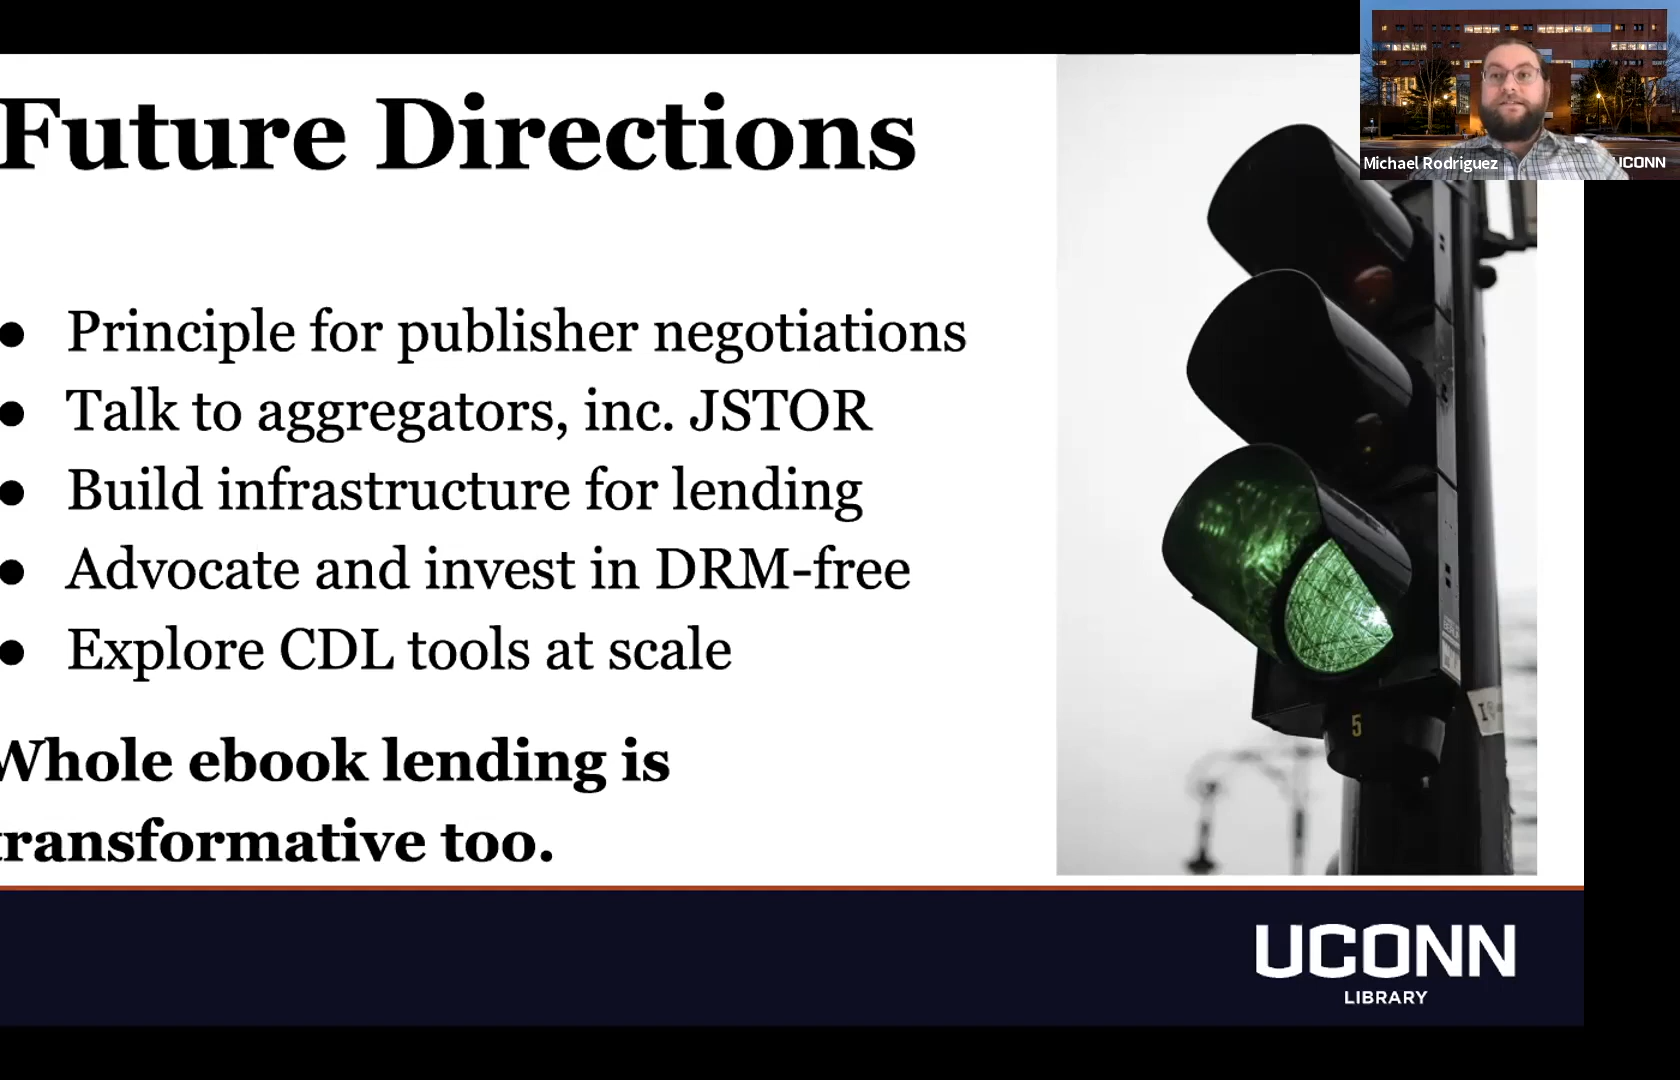 Future Directions
● Principle for publisher negotiations
● Talk to aggregators, inc. JSTOR
● Build infrastructure for lending
● Advocate and invest in DRM-free
● Explore CDL tools at scale
Whole ebook lending is
transformative too.
Michael Rodriguez
UCONN
5
I
UCONN
LIBRARY